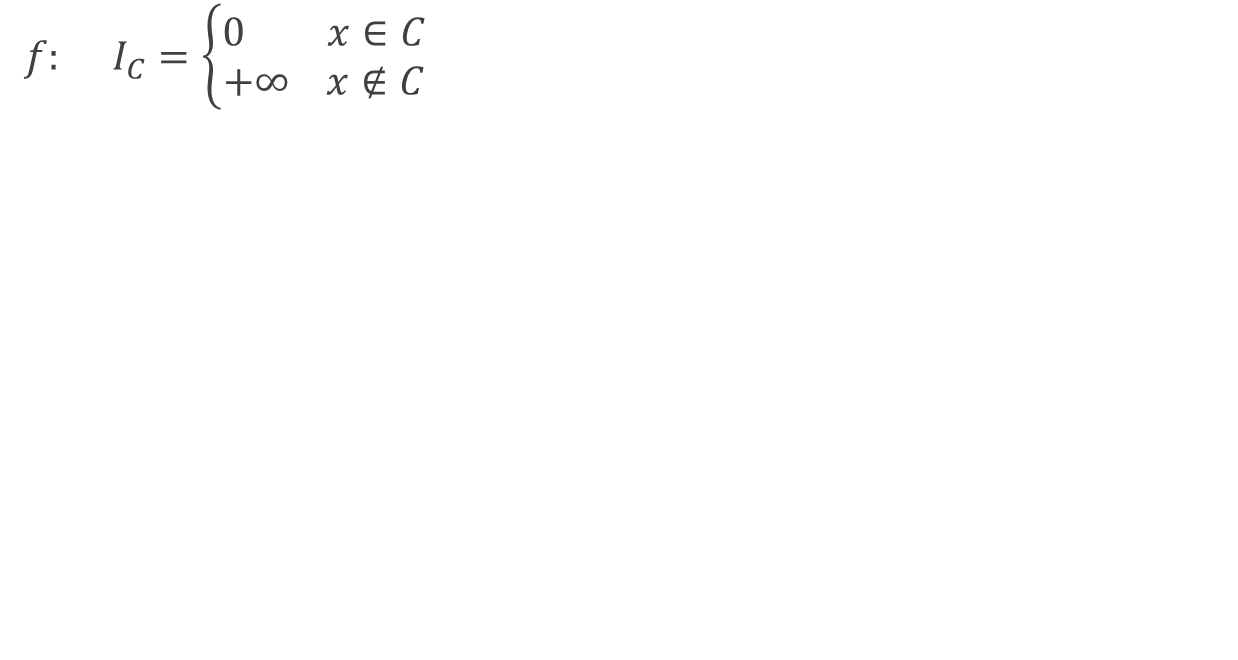 f: I_C = {0 x ∈ C
+∞ x ∉ C